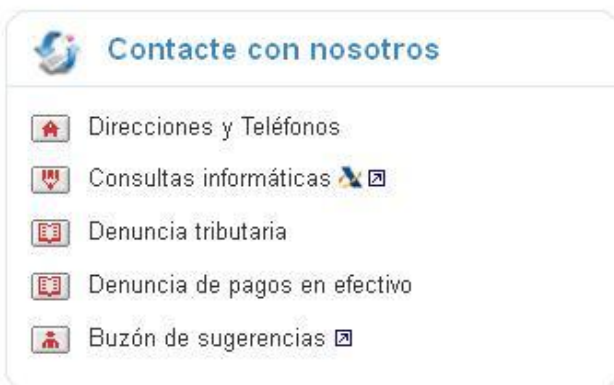 Contacte con nosotros
Direcciones y Teléfonos
Consultas informáticas
Denuncia tributaria
Denuncia de pagos en efectivo
Buzón de sugerencias